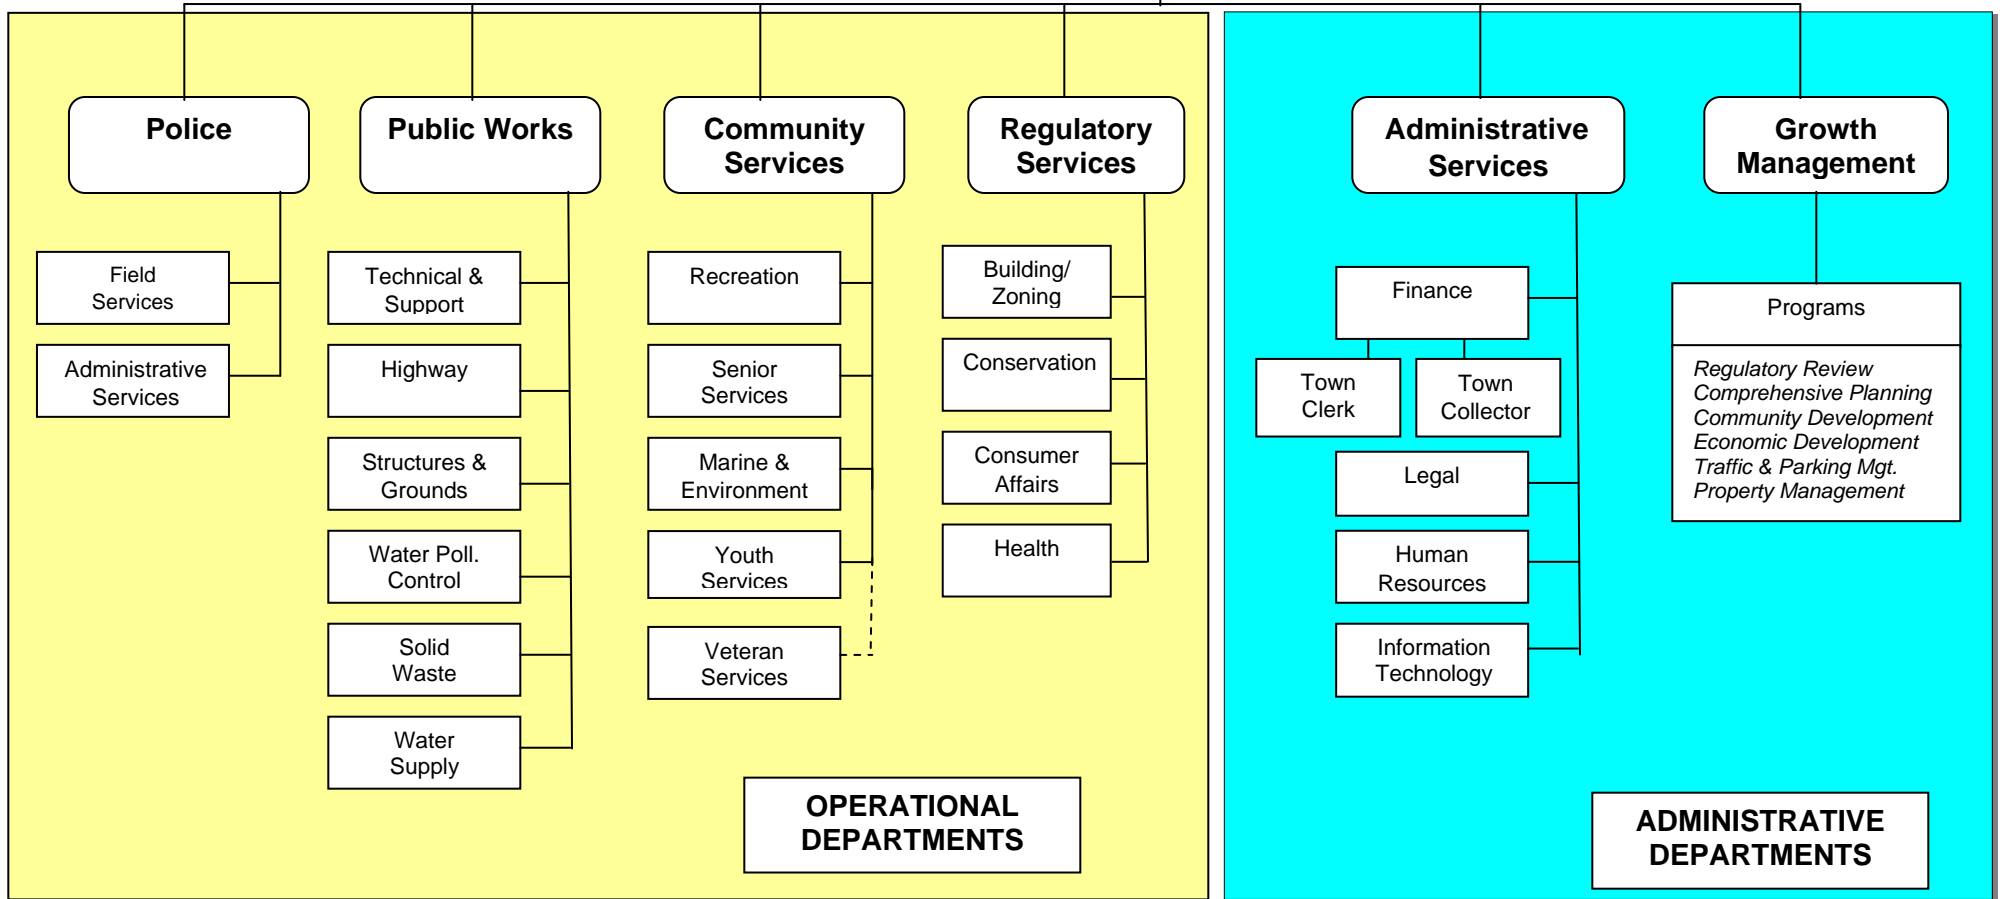 Police
Field
Services
Administrative
Services
Public Works
Technical &
Support
Highway
Structures &
Grounds
Water Poll.
Control
Solid
Waste
Water
Supply
Community
Services
Recreation
Senior
Services
Marine &
Environment
Youth
Services
Veteran
Services
Regulatory
Services
Building/
Zoning
Conservation
Consumer
Affairs
Health
OPERATIONAL
DEPARTMENTS
Administrative
Services
Finance
Town
Clerk
Town
Collector
Legal
Human
Resources
Information
Technology
Growth
Management
Programs
Regulatory Review
Comprehensive Planning
Community Development
Economic Development
Traffic & Parking Mgt.
Property Management
ADMINISTRATIVE
DEPARTMENTS